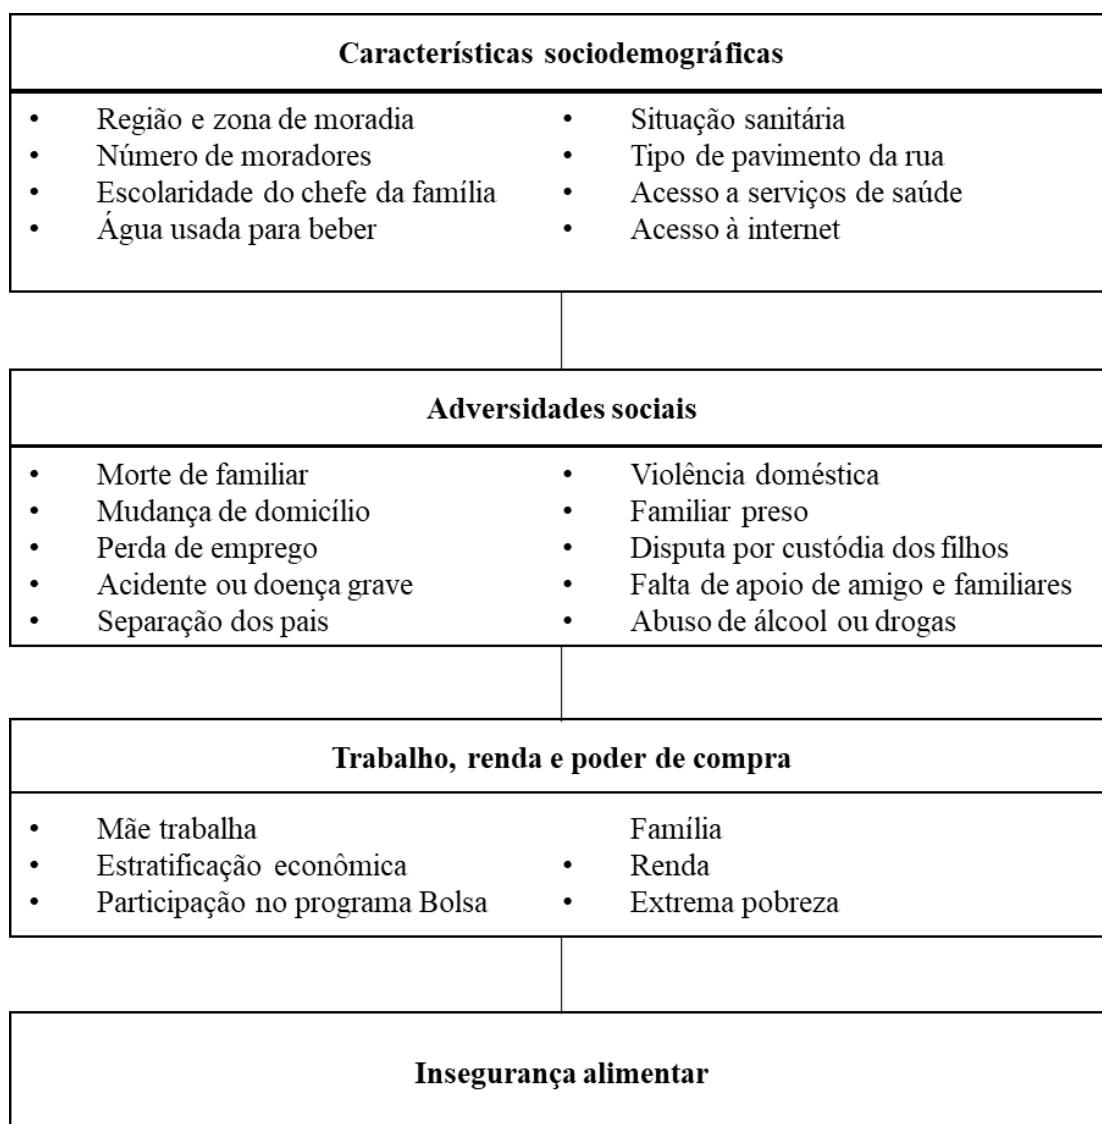 Características sociodemográficas
• Região e zona de moradia
• Número de moradores
• Escolaridade do chefe da família
• Água usada para beber
• Situação sanitária
• Tipo de pavimento da rua
• Acesso a serviços de saúde
• Acesso à internet
Adversidades sociais
• Morte de familiar
• Mudança de domicílio
• Perda de emprego
• Acidente ou doença grave
• Separação dos pais
• Violência doméstica
• Familiar preso
• Disputa por custódia dos filhos
• Falta de apoio de amigo e familiares
• Abuso de álcool ou drogas
Trabalho, renda e poder de compra
• Mãe trabalha
• Estratificação econômica
• Participação no programa Bolsa
Família
• Renda
• Extrema pobreza
Insegurança alimentar